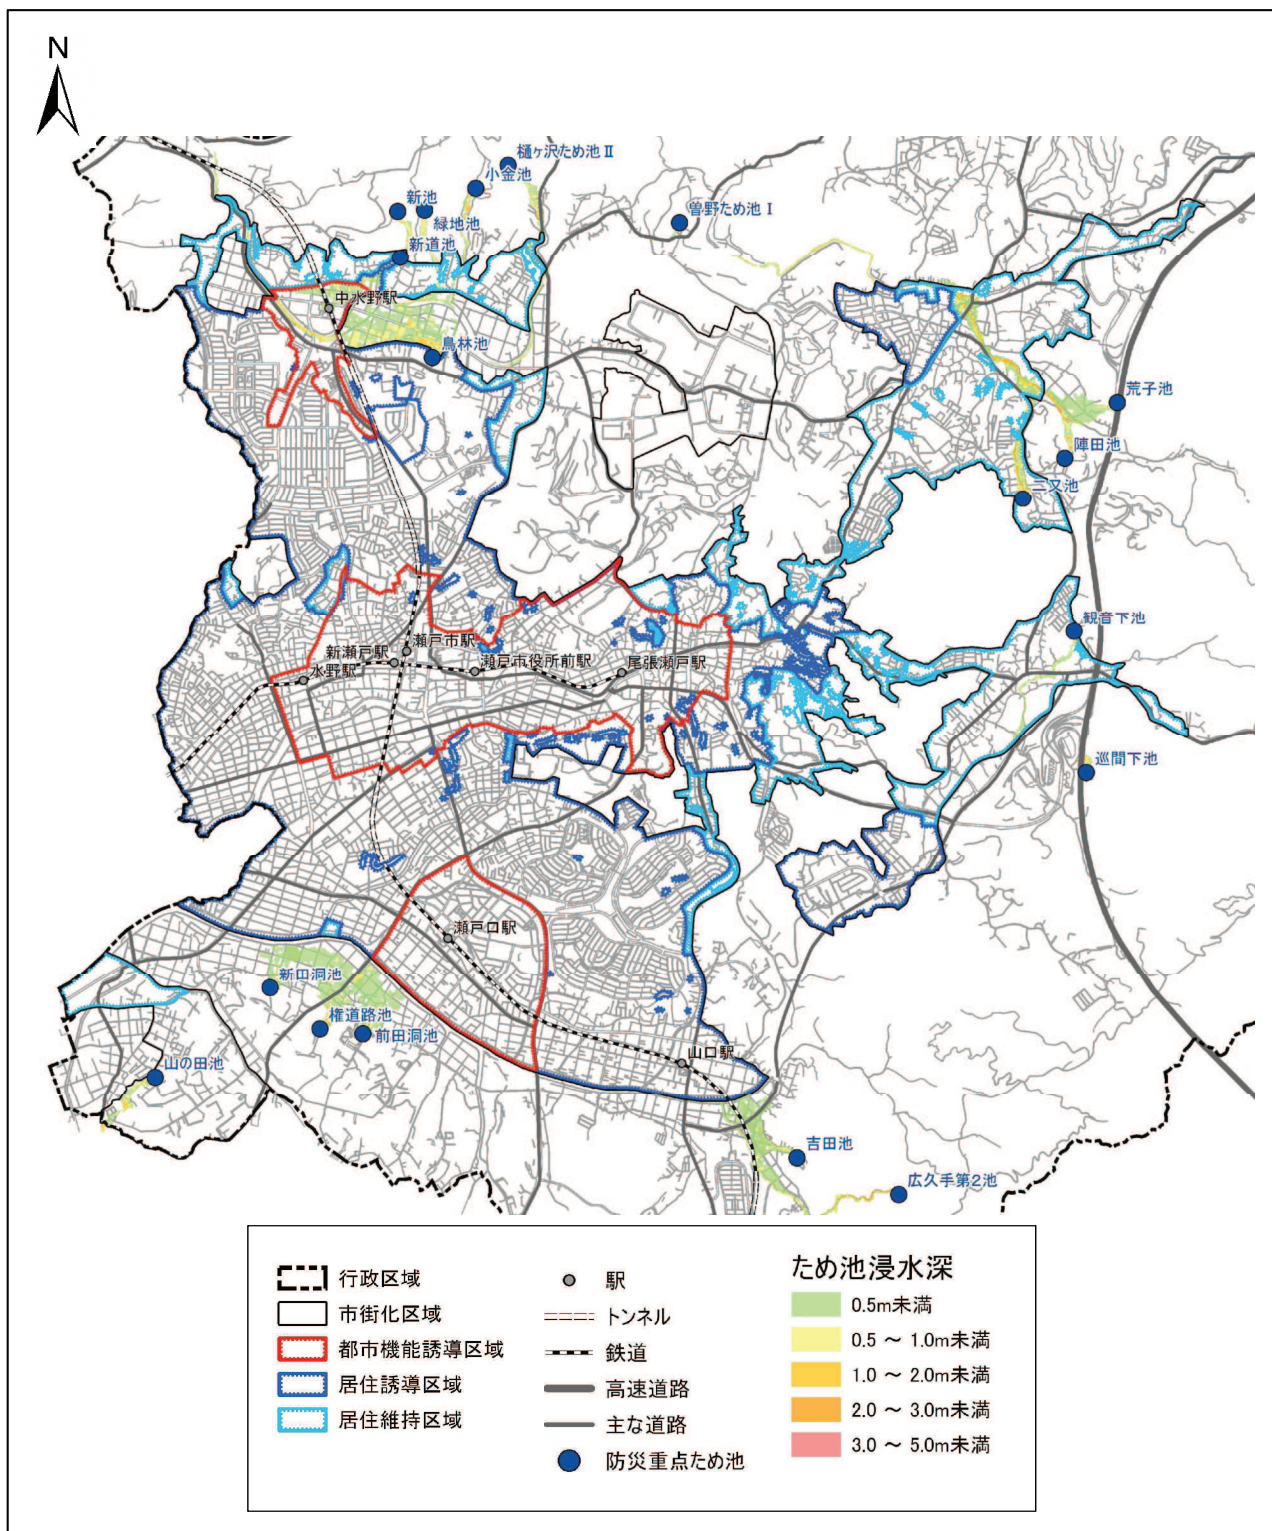 N
樋ヶ沢ため池Ⅱ
小金池
新池
緑地池
曽野ため池Ⅰ
新道池
中水野駅
鳥林池
荒子池
陣田池
二又池
観音下池
瀬戸市駅
新瀬戸駅
瀬戸市役所前駅
尾張瀬戸駅
水野駅
巡間下池
瀬戸口駅
新田洞池
権道路池
前田洞池
山口駅
山の田池
吉田池
広久手第2池
行政区域
市街化区域
都市機能誘導区域
居住誘導区域
居住維持区域
駅
トンネル
鉄道
高速道路
主な道路
防災重点ため池
ため池浸水深
0.5m未満
0.5 ~ 1.0m未満
1.0 ~ 2.0m未満
2.0 ~ 3.0m未満
3.0 ~ 5.0m未満